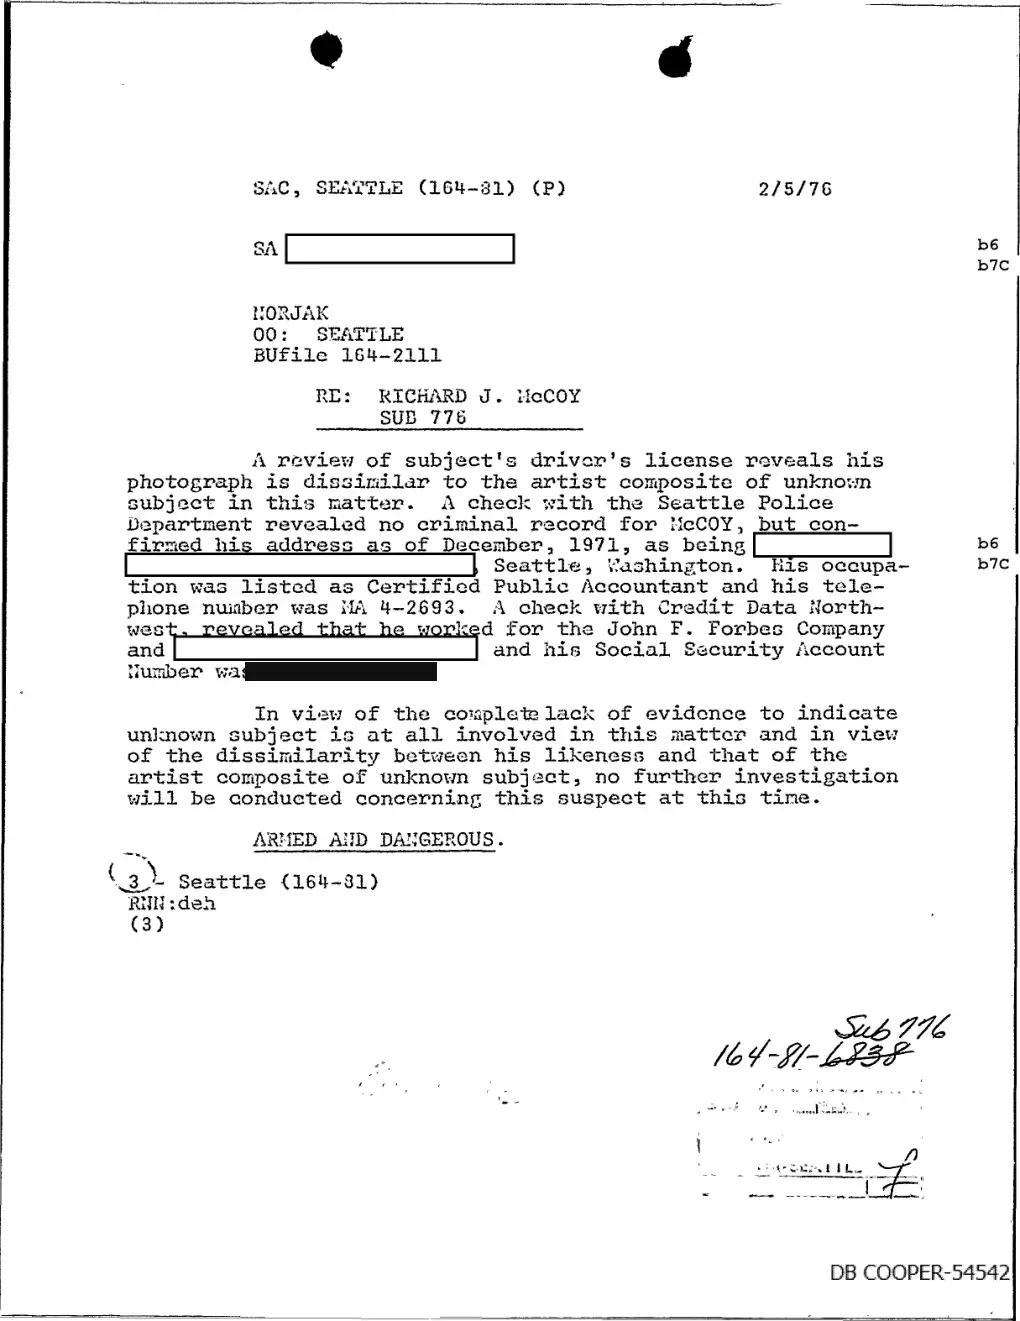 SAC, SEATTLE (164-81) (P) 2/5/76
SA
b6
b7C
NORJAK
OO: SEATTLE
BUfile 164-2111
RE: RICHARD J. McCOY
SUB 776
A review of subject's driver's license reveals his
photograph is dissimilar to the artist composite of unknown
subject in this matter. A check with the Seattle Police
Department revealed no criminal record for McCOY, but con-
firmed his address as of December, 1971, as being
b6
, Seattle, Washington. His occupa-
b7C
tion was listed as Certified Public Accountant and his tele-
phone number was MA 4-2693. A check with Credit Data North-
west, revealed that he worked for the John F. Forbes Company
and and his Social Security Account
Number was
In view of the complete lack of evidence to indicate
unknown subject is at all involved in this matter and in view
of the dissimilarity between his likeness and that of the
artist composite of unknown subject, no further investigation
will be conducted concerning this suspect at this time.
ARMED AND DANGEROUS.
3 - Seattle (164-81)
RNN:deh
(3)
Sub 776
164-81-6838
DB COOPER-54542